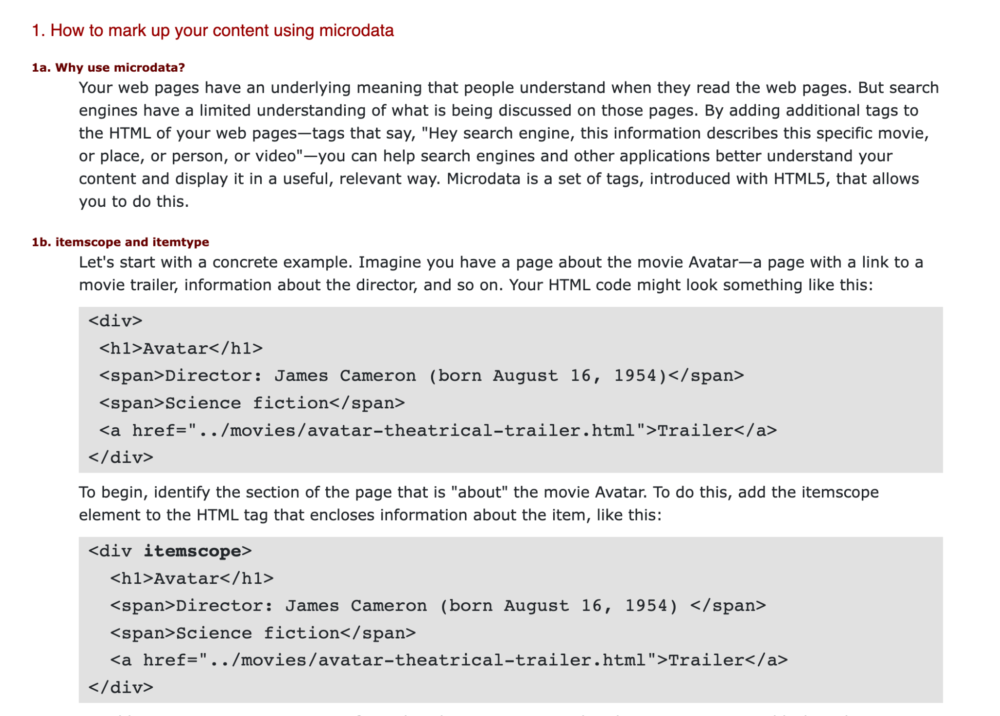 1. How to mark up your content using microdata
1a. Why use microdata?
Your web pages have an underlying meaning that people understand when they read the web pages. But search
engines have a limited understanding of what is being discussed on those pages. By adding additional tags to
the HTML of your web pages—tags that say, "Hey search engine, this information describes this specific movie,
or place, or person, or video"—you can help search engines and other applications better understand your
content and display it in a useful, relevant way. Microdata is a set of tags, introduced with HTML5, that allows
you to do this.
1b. itemscope and itemtype
Let's start with a concrete example. Imagine you have a page about the movie Avatar—a page with a link to a
movie trailer, information about the director, and so on. Your HTML code might look something like this:
<div>
 <h1>Avatar</h1>
 <span>Director: James Cameron (born August 16, 1954)</span>
 <span>Science fiction</span>
 <a href="../movies/avatar-theatrical-trailer.html">Trailer</a>
</div>
To begin, identify the section of the page that is "about" the movie Avatar. To do this, add the itemscope
element to the HTML tag that encloses information about the item, like this:
<div itemscope>
  <h1>Avatar</h1>
  <span>Director: James Cameron (born August 16, 1954) </span>
  <span>Science fiction</span>
  <a href="../movies/avatar-theatrical-trailer.html">Trailer</a>
</div>